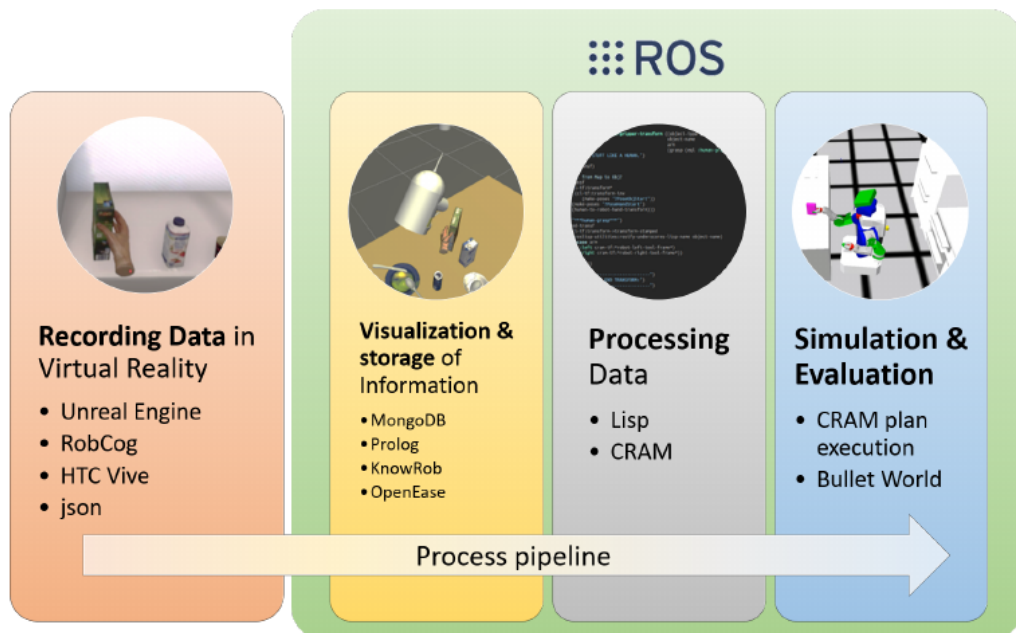 ROS
Recording Data in
Virtual Reality
• Unreal Engine
• RobCog
• HTC Vive
• json
Visualization &
storage of
Information
• MongoDB
• Prolog
• KnowRob
• OpenEase
Processing
Data
• Lisp
• CRAM
Simulation &
Evaluation
• CRAM plan
execution
• Bullet World
Process pipeline